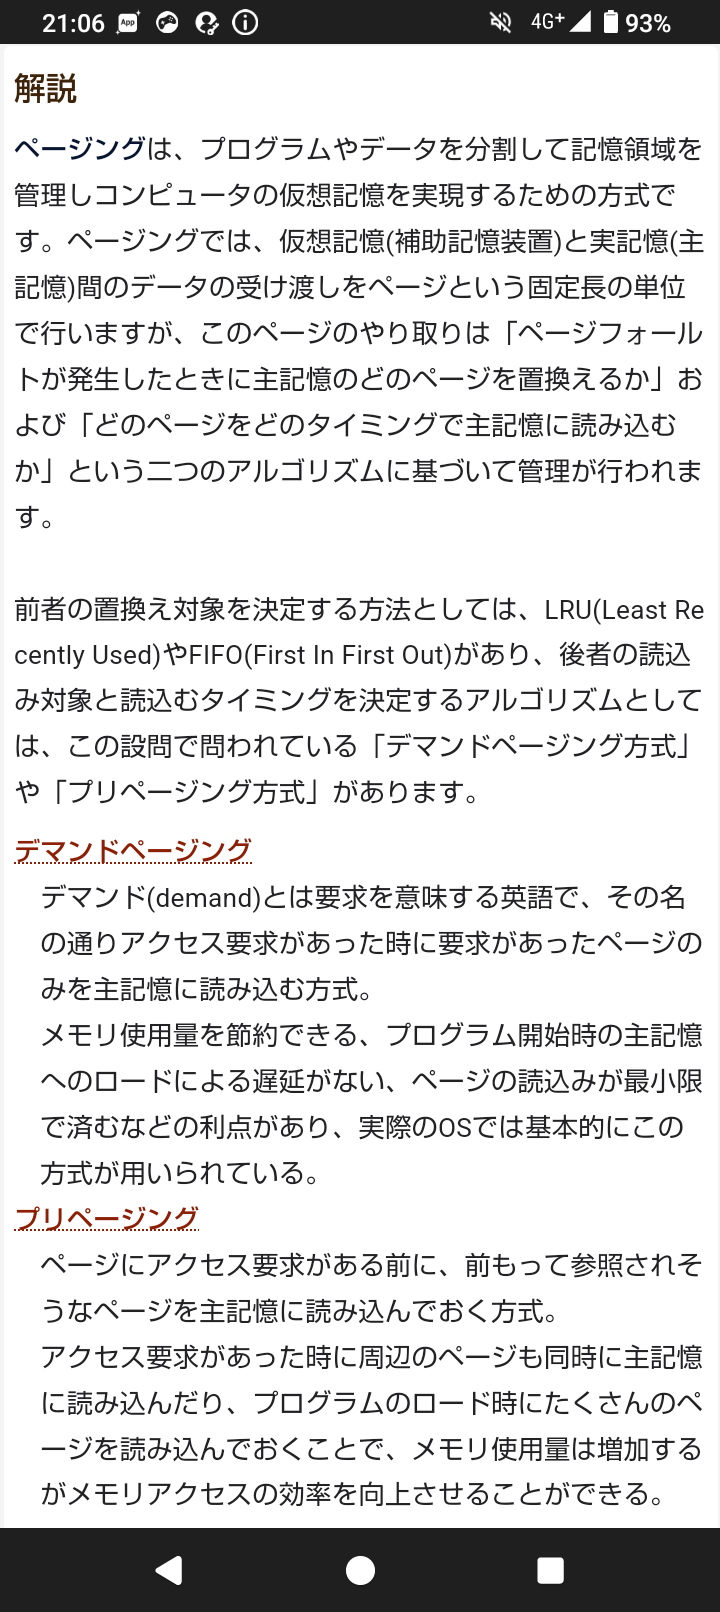 21:06 App 4G+ 93%
解説
ページングは、プログラムやデータを分割して記憶領域を
管理しコンピュータの仮想記憶を実現するための方式で
す。ページングでは、仮想記憶(補助記憶装置)と実記憶(主
記憶)間のデータの受け渡しをページという固定長の単位
で行いますが、このページのやり取りは「ページフォール
トが発生したときに主記憶のどのページを置換えるか」お
よび「どのページをどのタイミングで主記憶に読み込む
か」という二つのアルゴリズムに基づいて管理が行われま
す。
前者の置換え対象を決定する方法としては、LRU(Least Re
cently Used)やFIFO(First In First Out)があり、後者の読込
み対象と読込むタイミングを決定するアルゴリズムとして
は、この設問で問われている「デマンドページング方式」
や「プリページング方式」があります。
デマンドページング
デマンド(demand)とは要求を意味する英語で、その名
の通りアクセス要求があった時に要求があったページの
みを主記憶に読み込む方式。
メモリ使用量を節約できる、プログラム開始時の主記憶
へのロードによる遅延がない、ページの読込みが最小限
で済むなどの利点があり、実際のOSでは基本的にこの
方式が用いられている。
プリページング
ページにアクセス要求がある前に、前もって参照されそ
うなページを主記憶に読み込んでおく方式。
アクセス要求があった時に周辺のページも同時に主記憶
に読み込んだり、プログラムのロード時にたくさんのペ
ージを読み込んでおくことで、メモリ使用量は増加する
がメモリアクセスの効率を向上させることができる。